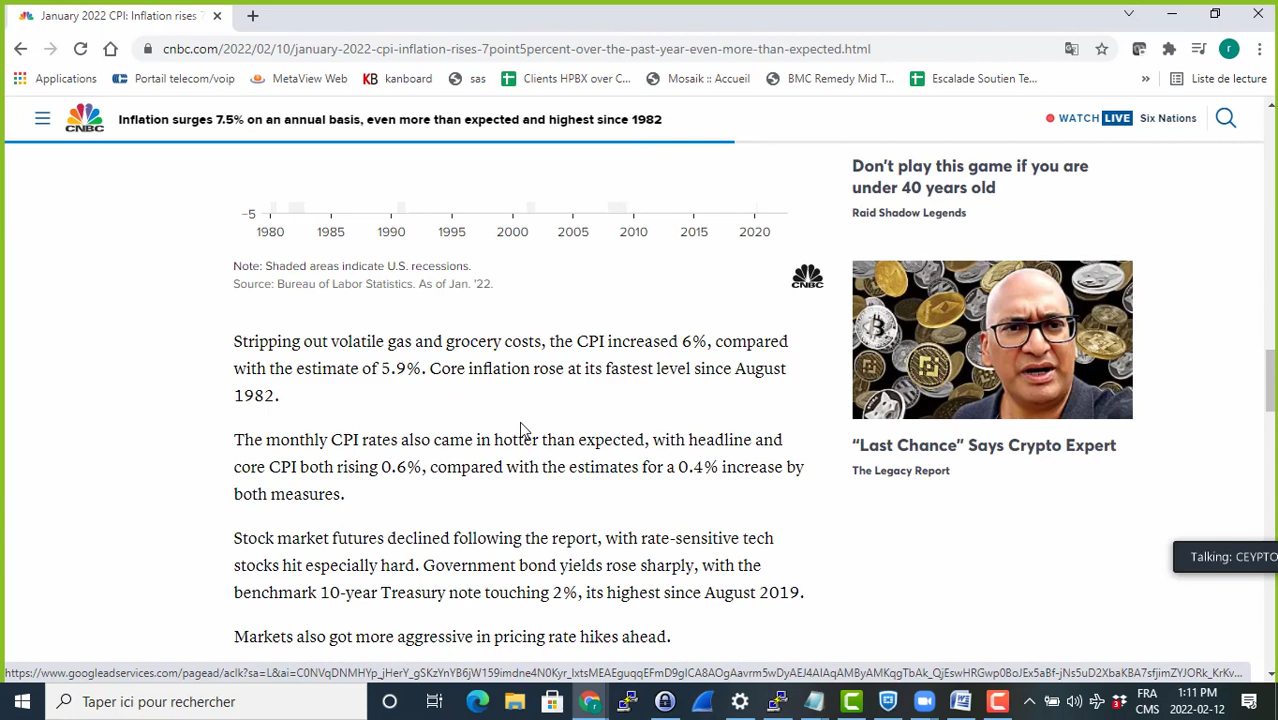 January 2022 CPI: Inflation rises 7
cnbc.com/2022/02/10/january-2022-cpi-inflation-rises-7point5percent-over-the-past-year-even-more-than-expected.html
r
Applications
Portail telecom/voip
MetaView Web
KB kanboard
sas
Clients HPBX over C...
Mosaik :: Accueil
BMC Remedy Mid T...
Escalade Soutien Te...
»
Liste de lecture
CNBC
Inflation surges 7.5% on an annual basis, even more than expected and highest since 1982
WATCH LIVE Six Nations
−5
1980 1985 1990 1995 2000 2005 2010 2015 2020
Note: Shaded areas indicate U.S. recessions.
Source: Bureau of Labor Statistics. As of Jan. '22.
CNBC
Stripping out volatile gas and grocery costs, the CPI increased 6%, compared
with the estimate of 5.9%. Core inflation rose at its fastest level since August
1982.
The monthly CPI rates also came in hotter than expected, with headline and
core CPI both rising 0.6%, compared with the estimates for a 0.4% increase by
both measures.
Stock market futures declined following the report, with rate-sensitive tech
stocks hit especially hard. Government bond yields rose sharply, with the
benchmark 10-year Treasury note touching 2%, its highest since August 2019.
Markets also got more aggressive in pricing rate hikes ahead.
Don't play this game if you are
under 40 years old
Raid Shadow Legends
“Last Chance” Says Crypto Expert
The Legacy Report
Talking: CEYPTO
Taper ici pour rechercher
FRA
CMS
1:11 PM
2022-02-12